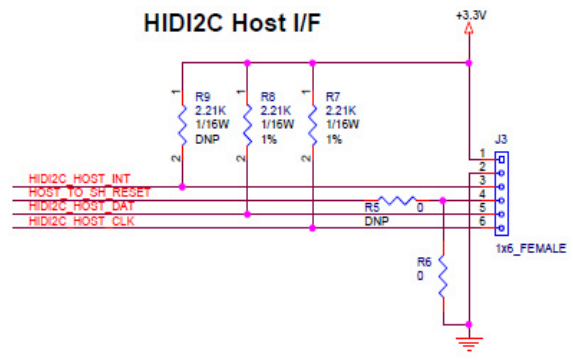 HIDI2C Host I/F
+3.3V
1
R9
2.21K
1/16W
DNP
2
1
R8
2.21K
1/16W
1%
2
1
R7
2.21K
1/16W
1%
2
J3
1
2
3
4
5
6
1x6_FEMALE
HIDI2C_HOST_INT
HOST_TO_SH_RESET
HIDI2C_HOST_DAT
HIDI2C_HOST_CLK
R5 0
DNP
R6
0